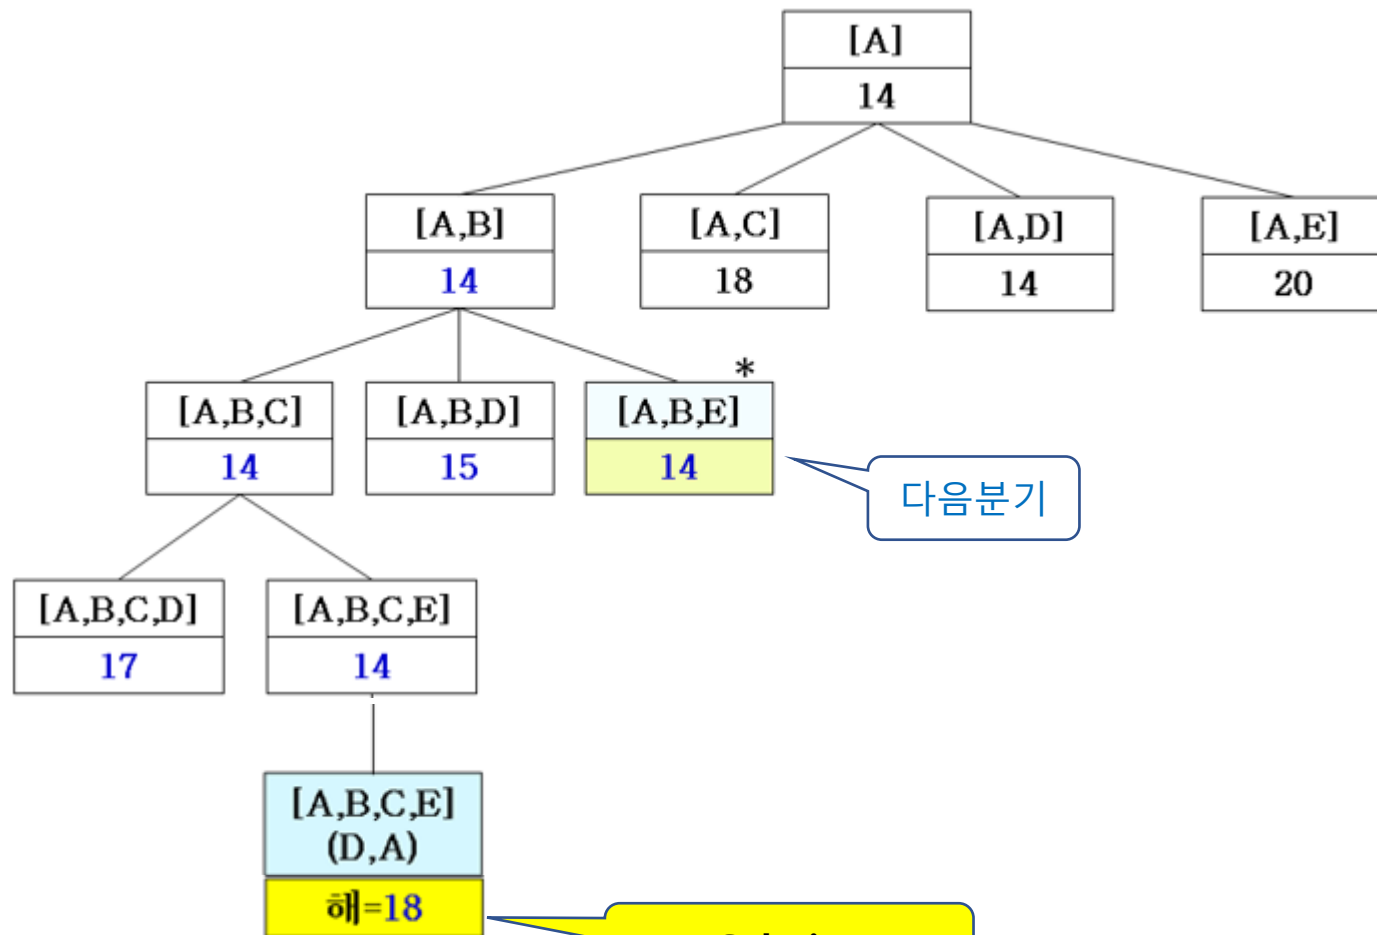 [A]
14
[A,B]
14
[A,C]
18
[A,D]
14
[A,E]
20
*
[A,B,C]
14
[A,B,D]
15
[A,B,E]
14
다음분기
[A,B,C,D]
17
[A,B,C,E]
14
[A,B,C,E]
(D,A)
해=18